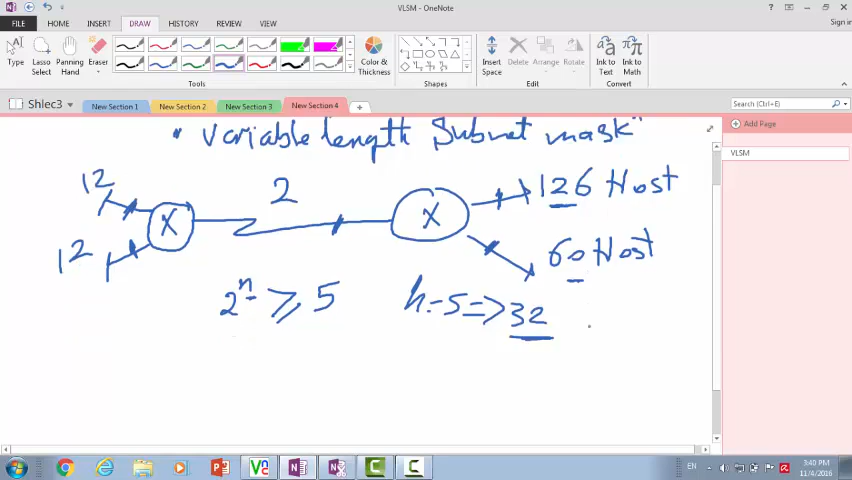 VLSM - OneNote
FILE HOME INSERT DRAW HISTORY REVIEW VIEW
Sign in
Type Lasso Select Panning Hand Eraser Color & Thickness Insert Space Delete Arrange Rotate Ink to Text Ink to Math
Tools Shapes Edit Convert
Shlec3 New Section 1 New Section 2 New Section 3 New Section 4 Search (Ctrl+E)
Add Page
VLSM
" Variable length Subnet mask"
12 2 126 Host
X X
12 60 Host
2^n ≥ 5 h=5=>32
EN 3:40 PM
11/4/2016